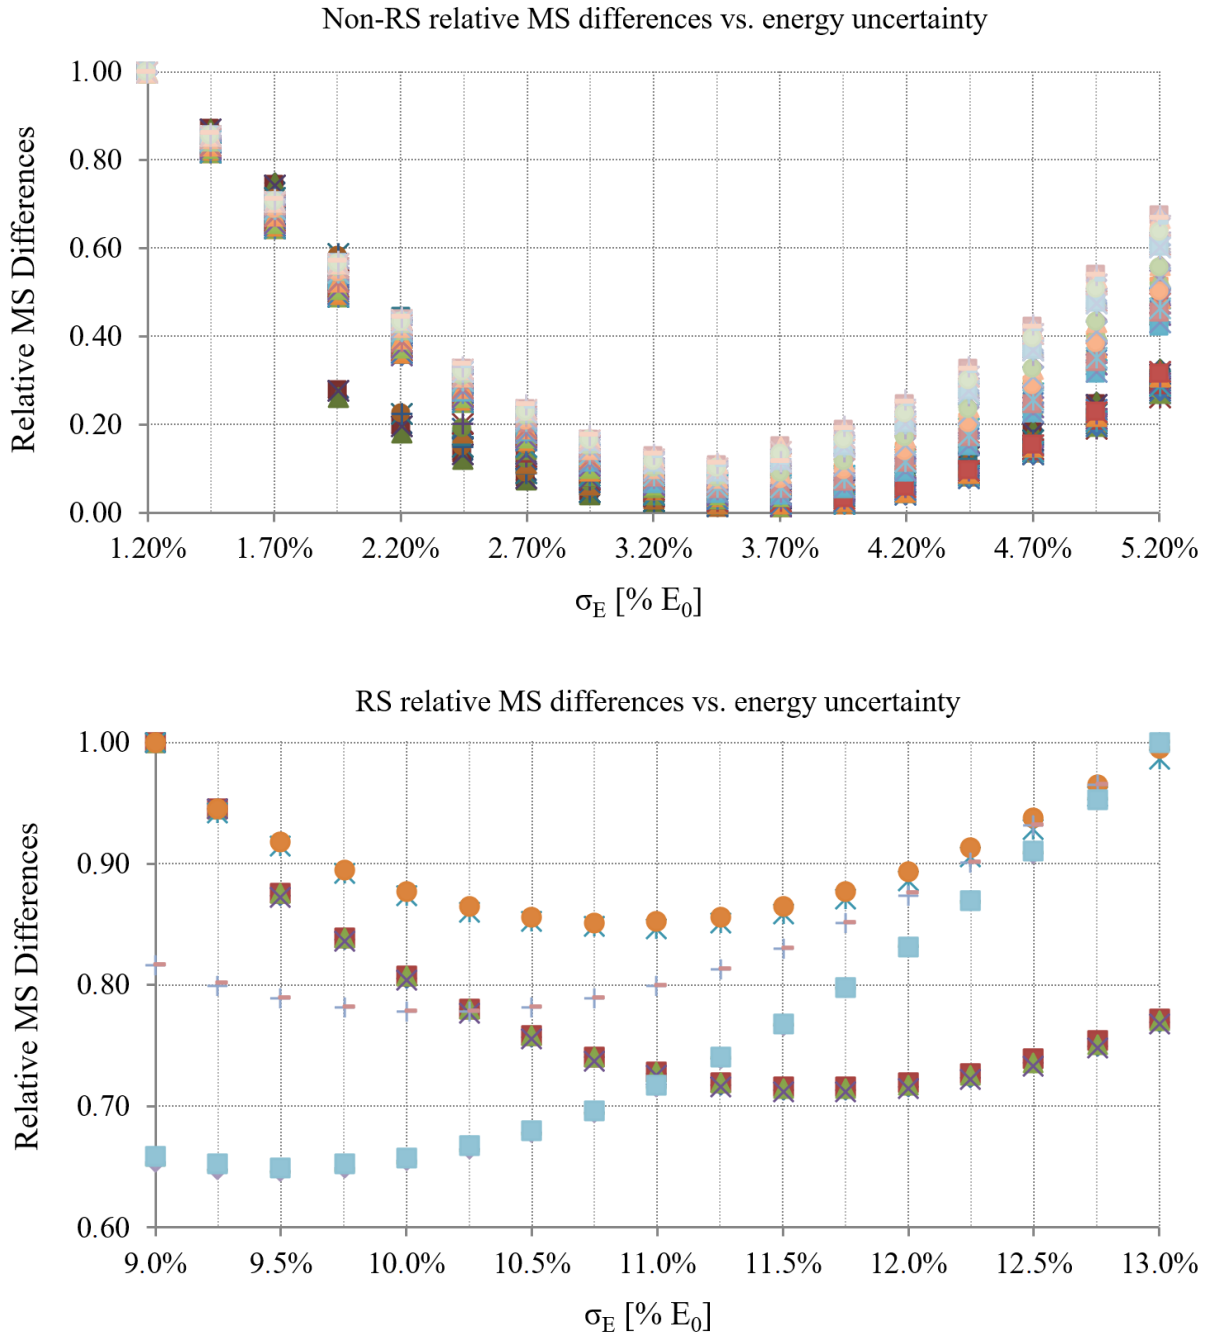 Non-RS relative MS differences vs. energy uncertainty
1.00
0.80
0.60
0.40
0.20
0.00
Relative MS Differences
1.20% 1.70% 2.20% 2.70% 3.20% 3.70% 4.20% 4.70% 5.20%
σE [% E0]
RS relative MS differences vs. energy uncertainty
1.00
0.90
0.80
0.70
0.60
Relative MS Differences
9.0% 9.5% 10.0% 10.5% 11.0% 11.5% 12.0% 12.5% 13.0%
σE [% E0]